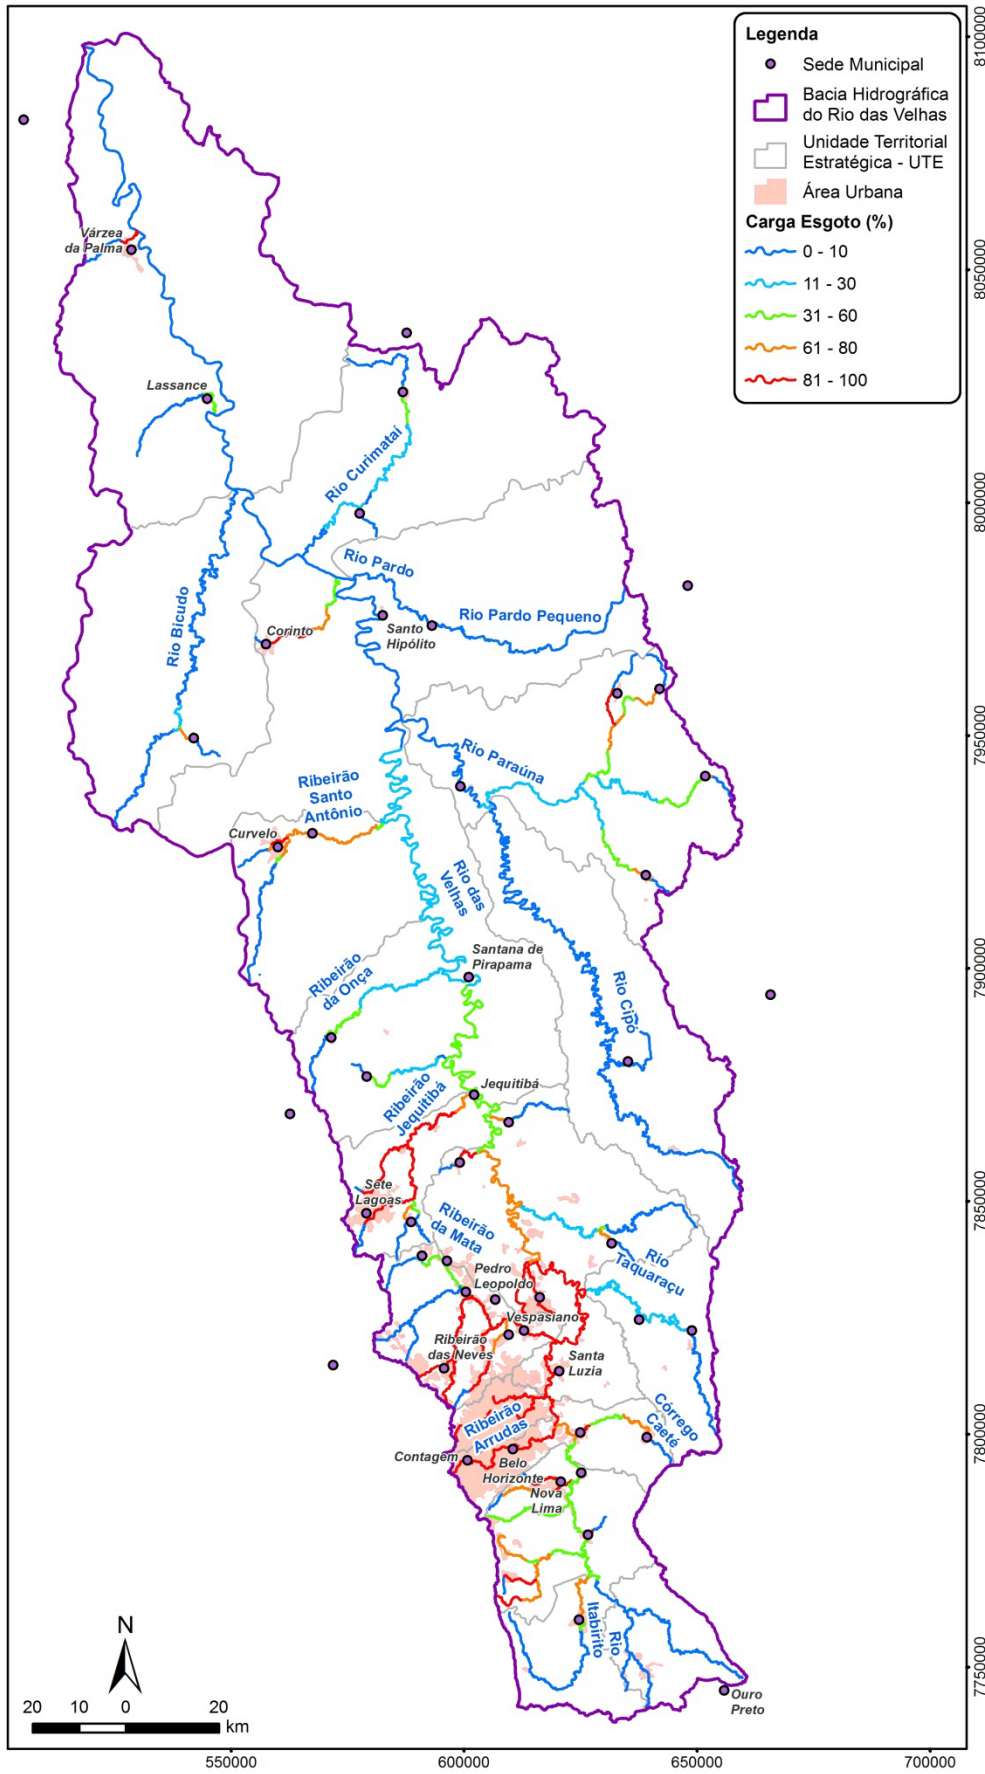 Legenda
Sede Municipal
Bacia Hidrográfica
do Rio das Velhas
Unidade Territorial
Estratégica - UTE
Área Urbana
Carga Esgoto (%)
0 - 10
11 - 30
31 - 60
61 - 80
81 - 100
8100000
8050000
8000000
7950000
7900000
7850000
7800000
7750000
Várzea
da Palma
Lassance
Rio Curimataí
Rio Pardo
Rio Pardo Pequeno
Rio Bicudo
Corinto
Santo
Hipólito
Rio Paraúna
Ribeirão
Santo
Antônio
Curvelo
Rio das
Velhas
Santana de
Pirapama
Ribeirão
da Onça
Rio Cipó
Jequitibá
Ribeirão
Jequitibá
Sete
Lagoas
Ribeirão
da Mata
Rio
Taquaraçu
Pedro
Leopoldo
Vespasiano
Ribeirão
das Neves
Santa
Luzia
Ribeirão
Arrudas
Córrego
Caeté
Contagem
Belo
Horizonte
Nova
Lima
Rio
Itabirito
Ouro
Preto
N
20 10 0 20
km
550000 600000 650000 700000